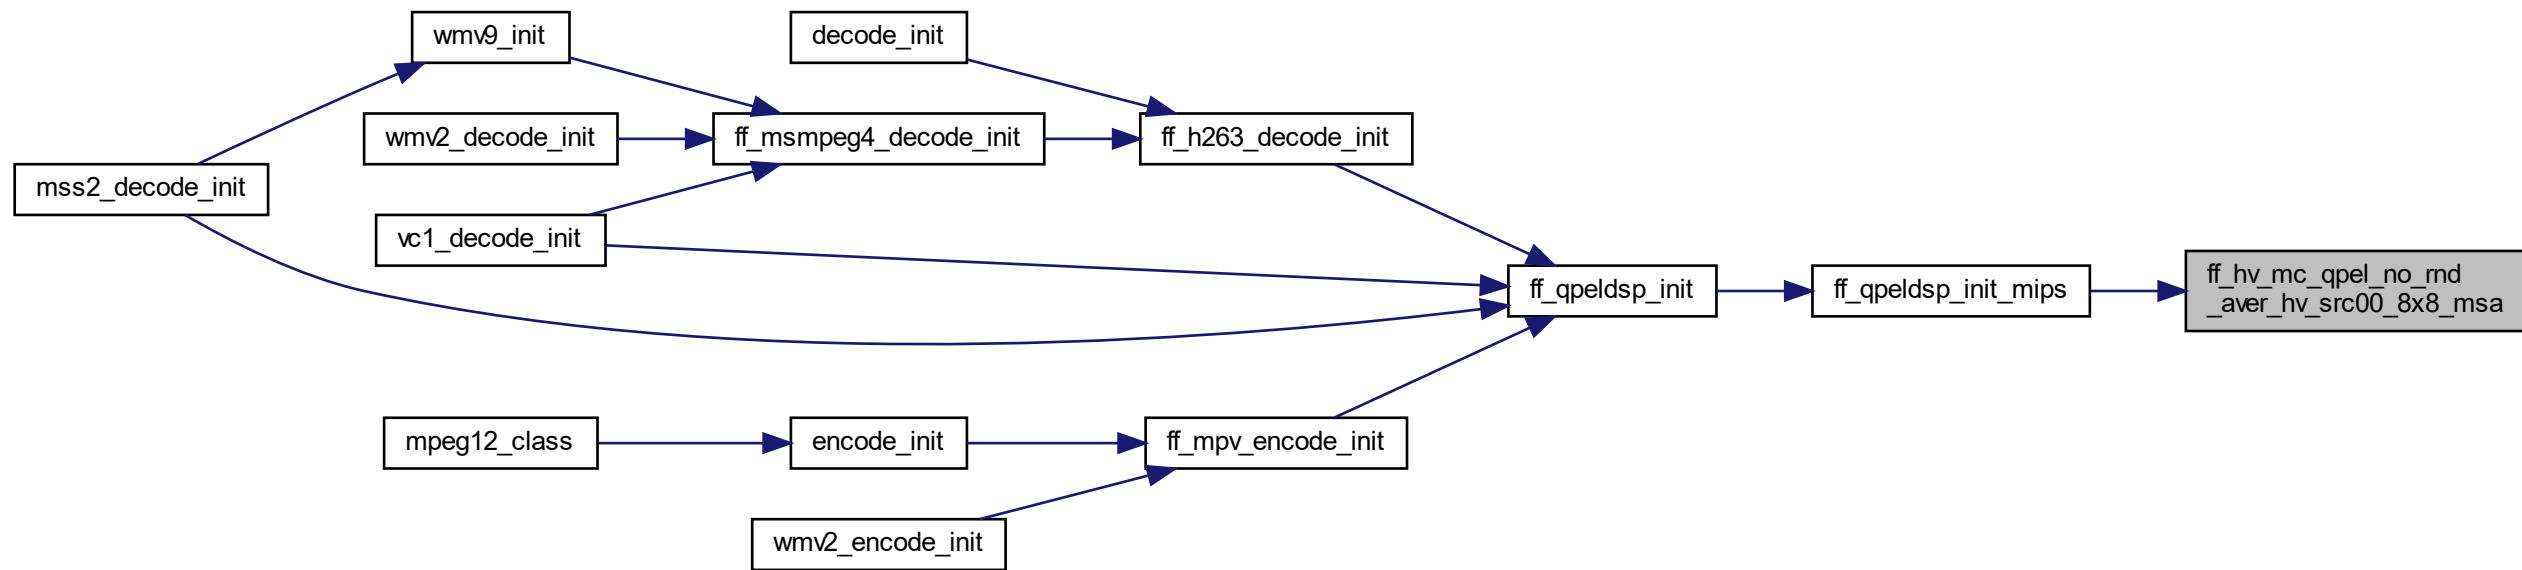 wmv9_init
decode_init
wmv2_decode_init
ff_msmpeg4_decode_init
ff_h263_decode_init
mss2_decode_init
vc1_decode_init
ff_qpeldsp_init
ff_qpeldsp_init_mips
ff_hv_mc_qpel_no_rnd
_aver_hv_src00_8x8_msa
mpeg12_class
encode_init
ff_mpv_encode_init
wmv2_encode_init